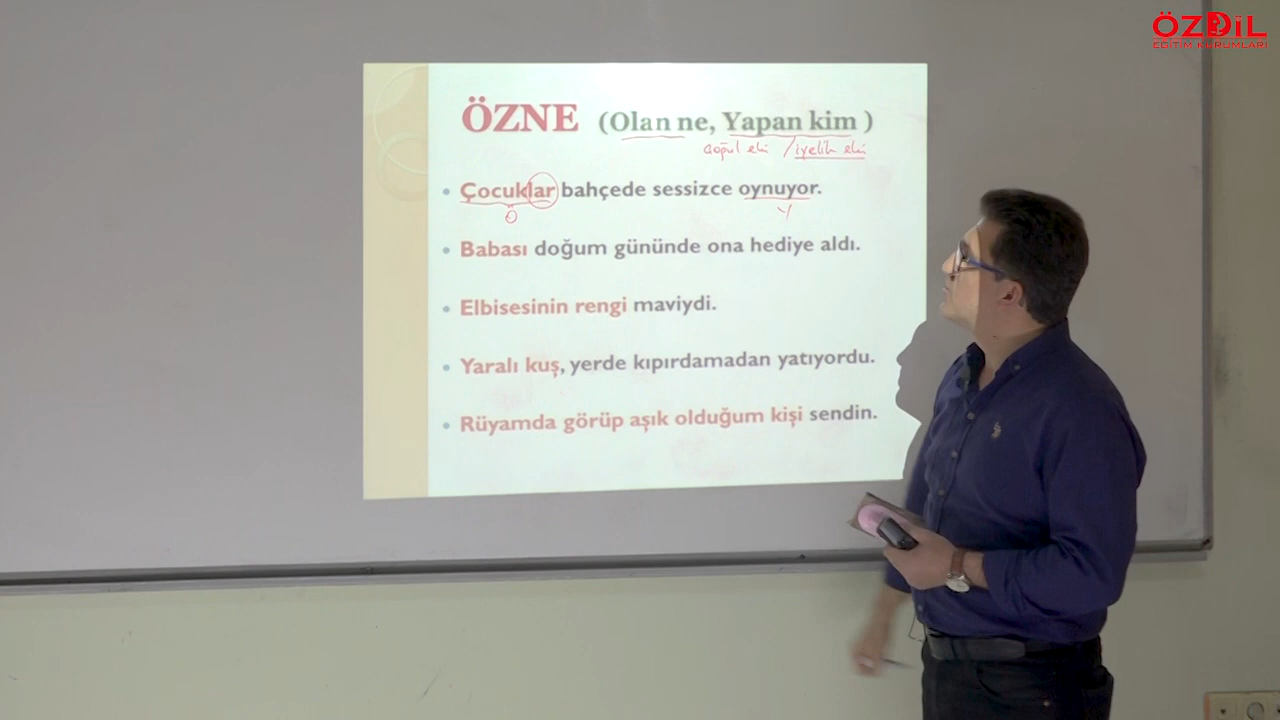 ÖZDİL
EĞİTİM KURUMLARI
ÖZNE (Olan ne, Yapan kim )
çoğul eki / iyelik eki
• Çocuklar bahçede sessizce oynuyor.
Ö Y
• Babası doğum gününde ona hediye aldı.
• Elbisesinin rengi maviydi.
• Yaralı kuş, yerde kıpırdamadan yatıyordu.
• Rüyamda görüp aşık olduğum kişi sendin.